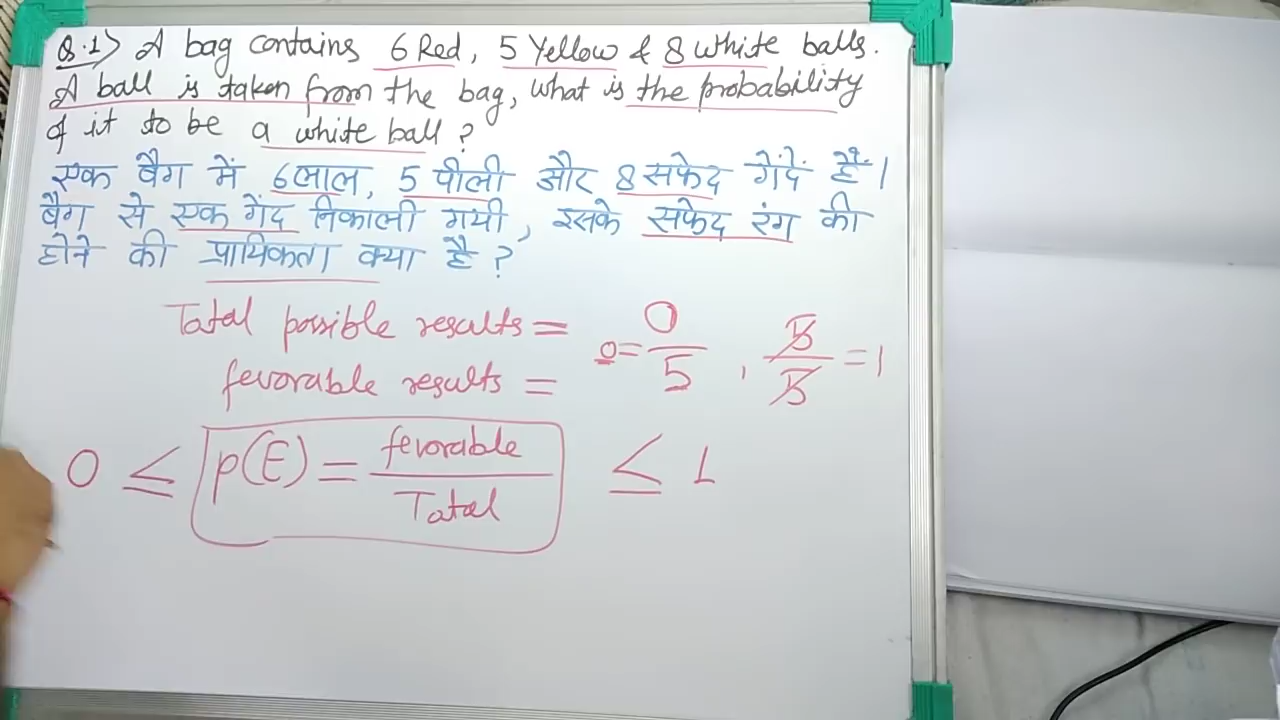 Q.1> A bag contains 6 Red, 5 Yellow & 8 White balls.
A ball is taken from the bag, what is the probability
of it to be a white ball ?
एक बैग में 6 लाल, 5 पीली और 8 सफेद गेंदें हैं।
बैग से एक गेंद निकाली गयी, इसके सफेद रंग की
होने की प्रायिकता क्या है ?
Total possible results =
fevorable results =
0 = 0/5 , 5/5 = 1
0 ≤ p(E) = fevorable/Total ≤ 1